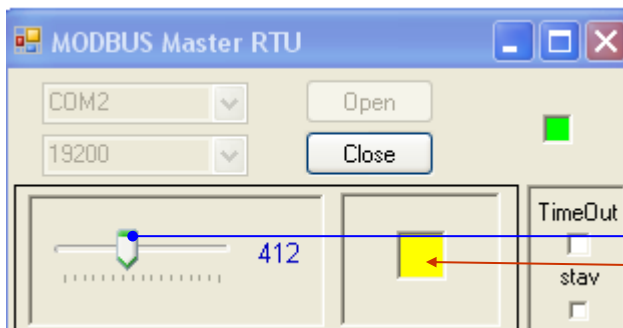 MODBUS Master RTU
COM2
Open
19200
Close
412
TimeOut
stav